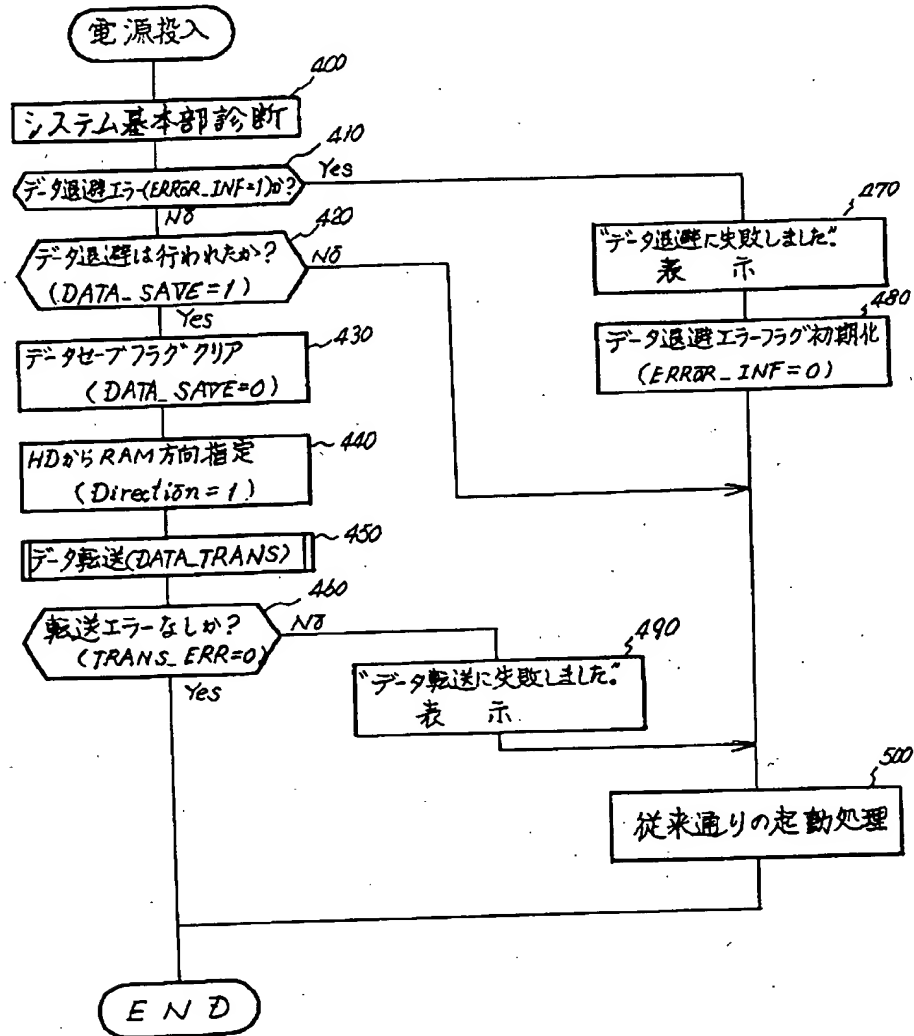 電源投入
400
システム基本部診断
410
データ退避エラー(ERROR_INF=1)か?
Yes
No
420
データ退避は行われたか?
(DATA_SAVE=1)
No
Yes
470
"データ退避に失敗しました."
表 示
480
データ退避エラーフラグ初期化
(ERROR_INF=0)
430
データセーブフラグクリア
(DATA_SAVE=0)
440
HDからRAM方向指定
(Direction=1)
450
データ転送(DATA_TRANS)
460
転送エラーなしか?
(TRANS_ERR=0)
No
Yes
490
"データ転送に失敗しました."
表 示
500
従来通りの起動処理
END